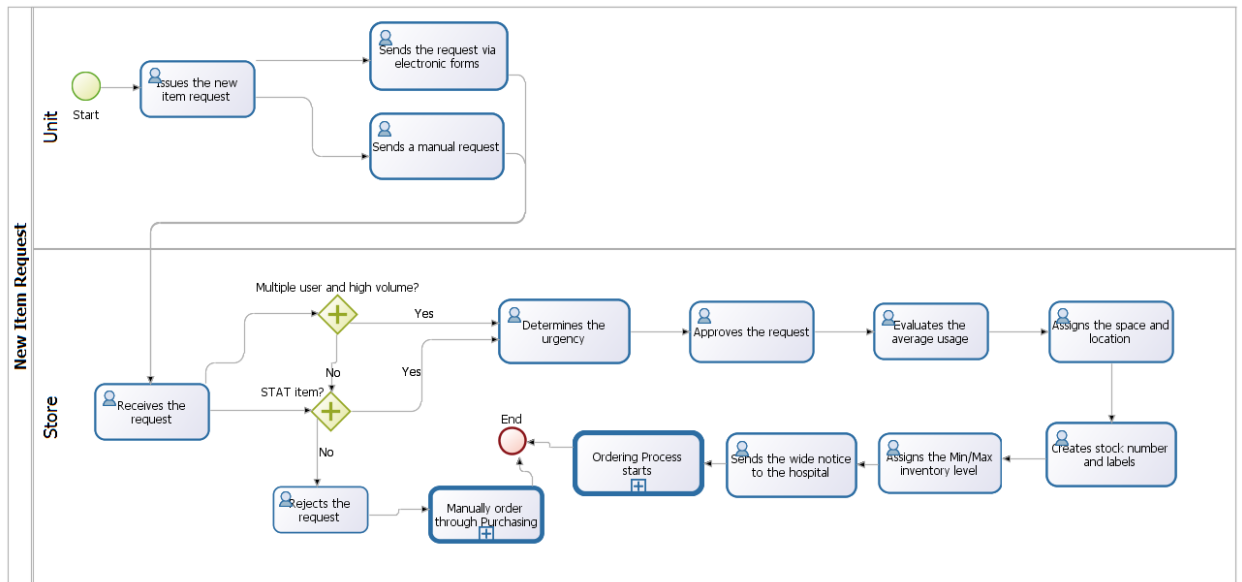 New Item Request
Unit
Start
Issues the new
item request
Sends the request via
electronic forms
Sends a manual request
Store
Receives the
request
Multiple user and high volume?
Yes
No
STAT item?
Yes
No
Determines the
urgency
Approves the request
Evaluates the
average usage
Assigns the space and
location
Creates stock number
and labels
Assigns the Min/Max
inventory level
Sends the wide notice
to the hospital
Ordering Process
starts
End
Rejects the
request
Manually order
through Purchasing